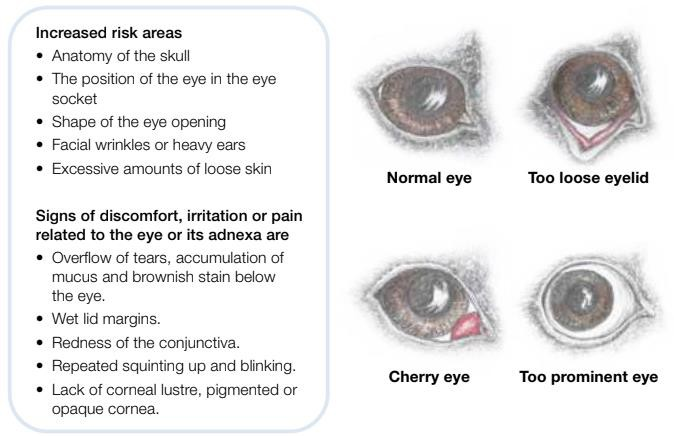 Increased risk areas
• Anatomy of the skull
• The position of the eye in the eye
socket
• Shape of the eye opening
• Facial wrinkles or heavy ears
• Excessive amounts of loose skin
Signs of discomfort, irritation or pain
related to the eye or its adnexa are
• Overflow of tears, accumulation of
mucus and brownish stain below
the eye.
• Wet lid margins.
• Redness of the conjunctiva.
• Repeated squinting up and blinking.
• Lack of corneal lustre, pigmented or
opaque cornea.
Normal eye
Too loose eyelid
Cherry eye
Too prominent eye